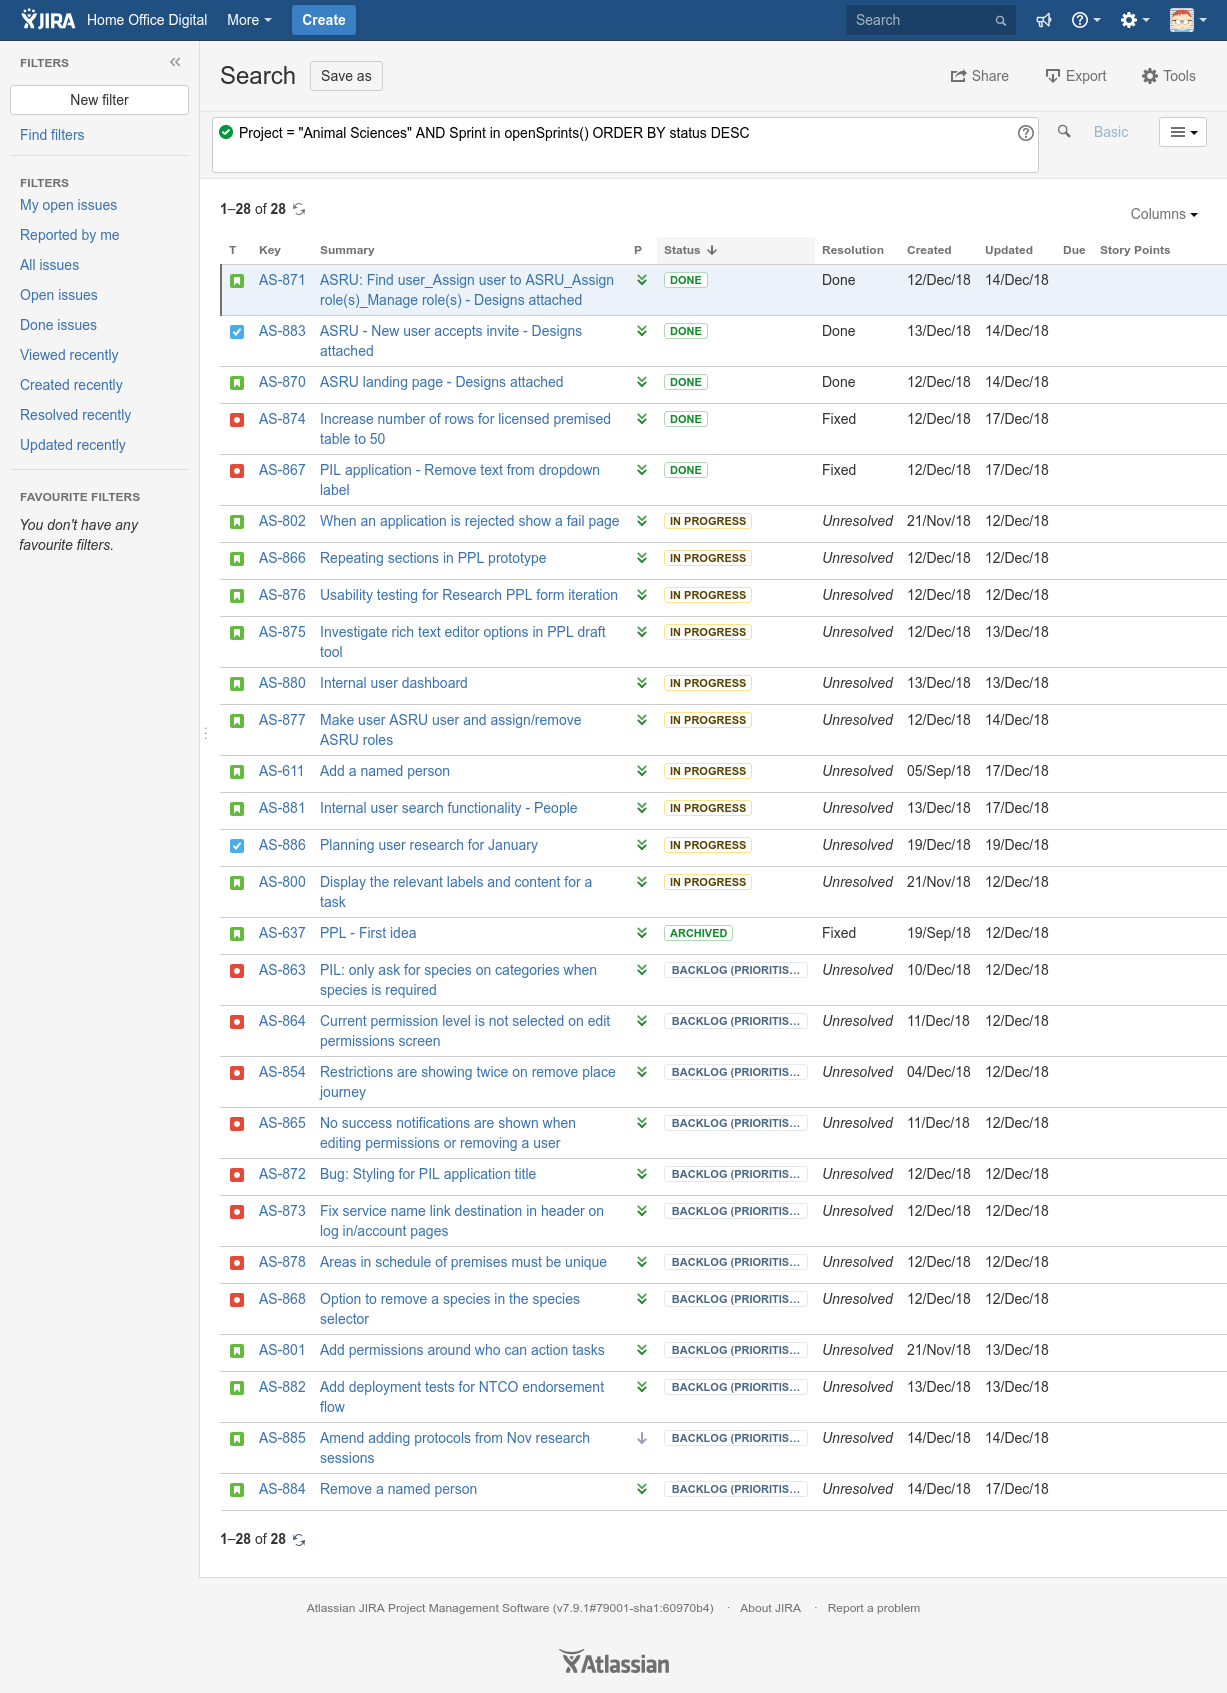 JIRA Home Office Digital More Create Search
FILTERS
New filter
Find filters
FILTERS
My open issues
Reported by me
All issues
Open issues
Done issues
Viewed recently
Created recently
Resolved recently
Updated recently
FAVOURITE FILTERS
You don't have any
favourite filters.
Search Save as Share Export Tools
Project = "Animal Sciences" AND Sprint in openSprints() ORDER BY status DESC Basic
1–28 of 28
Columns
T Key Summary P Status Resolution Created Updated Due Story Points
AS-871 ASRU: Find user_Assign user to ASRU_Assign DONE Done 12/Dec/18 14/Dec/18
role(s)_Manage role(s) - Designs attached
AS-883 ASRU - New user accepts invite - Designs DONE Done 13/Dec/18 14/Dec/18
attached
AS-870 ASRU landing page - Designs attached DONE Done 12/Dec/18 14/Dec/18
AS-874 Increase number of rows for licensed premised DONE Fixed 12/Dec/18 17/Dec/18
table to 50
AS-867 PIL application - Remove text from dropdown DONE Fixed 12/Dec/18 17/Dec/18
label
AS-802 When an application is rejected show a fail page IN PROGRESS Unresolved 21/Nov/18 12/Dec/18
AS-866 Repeating sections in PPL prototype IN PROGRESS Unresolved 12/Dec/18 12/Dec/18
AS-876 Usability testing for Research PPL form iteration IN PROGRESS Unresolved 12/Dec/18 12/Dec/18
AS-875 Investigate rich text editor options in PPL draft IN PROGRESS Unresolved 12/Dec/18 13/Dec/18
tool
AS-880 Internal user dashboard IN PROGRESS Unresolved 13/Dec/18 13/Dec/18
AS-877 Make user ASRU user and assign/remove IN PROGRESS Unresolved 12/Dec/18 14/Dec/18
ASRU roles
AS-611 Add a named person IN PROGRESS Unresolved 05/Sep/18 17/Dec/18
AS-881 Internal user search functionality - People IN PROGRESS Unresolved 13/Dec/18 17/Dec/18
AS-886 Planning user research for January IN PROGRESS Unresolved 19/Dec/18 19/Dec/18
AS-800 Display the relevant labels and content for a IN PROGRESS Unresolved 21/Nov/18 12/Dec/18
task
AS-637 PPL - First idea ARCHIVED Fixed 19/Sep/18 12/Dec/18
AS-863 PIL: only ask for species on categories when BACKLOG (PRIORITIS... Unresolved 10/Dec/18 12/Dec/18
species is required
AS-864 Current permission level is not selected on edit BACKLOG (PRIORITIS... Unresolved 11/Dec/18 12/Dec/18
permissions screen
AS-854 Restrictions are showing twice on remove place BACKLOG (PRIORITIS... Unresolved 04/Dec/18 12/Dec/18
journey
AS-865 No success notifications are shown when BACKLOG (PRIORITIS... Unresolved 11/Dec/18 12/Dec/18
editing permissions or removing a user
AS-872 Bug: Styling for PIL application title BACKLOG (PRIORITIS... Unresolved 12/Dec/18 12/Dec/18
AS-873 Fix service name link destination in header on BACKLOG (PRIORITIS... Unresolved 12/Dec/18 12/Dec/18
log in/account pages
AS-878 Areas in schedule of premises must be unique BACKLOG (PRIORITIS... Unresolved 12/Dec/18 12/Dec/18
AS-868 Option to remove a species in the species BACKLOG (PRIORITIS... Unresolved 12/Dec/18 12/Dec/18
selector
AS-801 Add permissions around who can action tasks BACKLOG (PRIORITIS... Unresolved 21/Nov/18 13/Dec/18
AS-882 Add deployment tests for NTCO endorsement BACKLOG (PRIORITIS... Unresolved 13/Dec/18 13/Dec/18
flow
AS-885 Amend adding protocols from Nov research BACKLOG (PRIORITIS... Unresolved 14/Dec/18 14/Dec/18
sessions
AS-884 Remove a named person BACKLOG (PRIORITIS... Unresolved 14/Dec/18 17/Dec/18
1–28 of 28
Atlassian JIRA Project Management Software (v7.9.1#79001-sha1:60970b4) · About JIRA · Report a problem
Atlassian